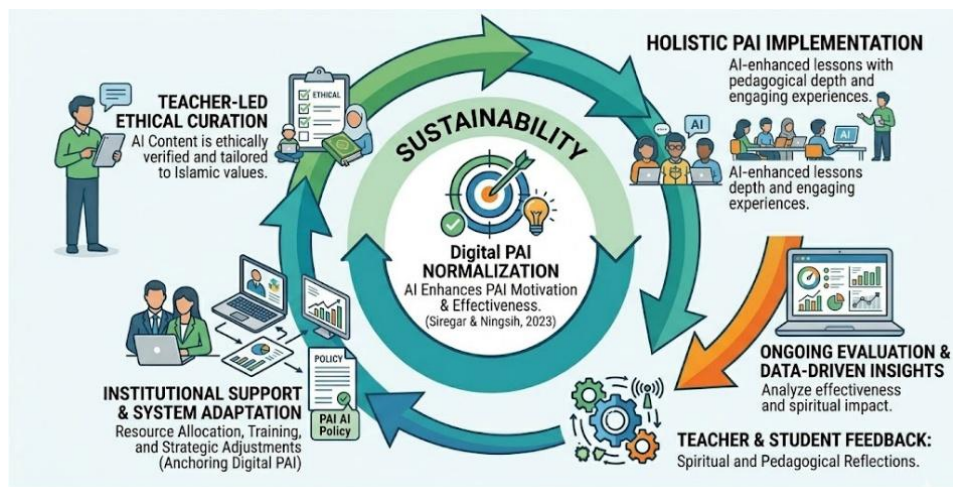 TEACHER-LED
ETHICAL CURATION
AI Content is ethically
verified and tailored
to Islamic values.
ETHICAL
HOLISTIC PAI IMPLEMENTATION
AI-enhanced lessons with
pedagogical depth and
engaging experiences.
AI
AI
AI-enhanced lessons
depth and engaging
experiences.
SUSTAINABILITY
Digital PAI
NORMALIZATION
AI Enhances PAI Motivation
& Effectiveness.
(Siregar & Ningsih, 2023)
ONGOING EVALUATION &
DATA-DRIVEN INSIGHTS
Analyze effectiveness
and spiritual impact.
TEACHER & STUDENT FEEDBACK:
Spiritual and Pedagogical Reflections.
INSTITUTIONAL SUPPORT
& SYSTEM ADAPTATION
Resource Allocation, Training,
and Strategic Adjustments
(Anchoring Digital PAI)
POLICY
PAI AI
Policy